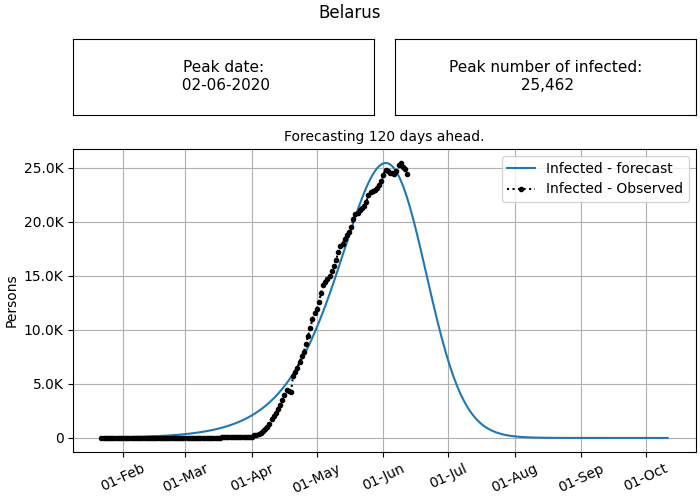 Belarus
Peak date:
02-06-2020
Peak number of infected:
25,462
Forecasting 120 days ahead.
Infected - forecast
Infected - Observed
Persons
25.0K
20.0K
15.0K
10.0K
5.0K
0
01-Feb
01-Mar
01-Apr
01-May
01-Jun
01-Jul
01-Aug
01-Sep
01-Oct